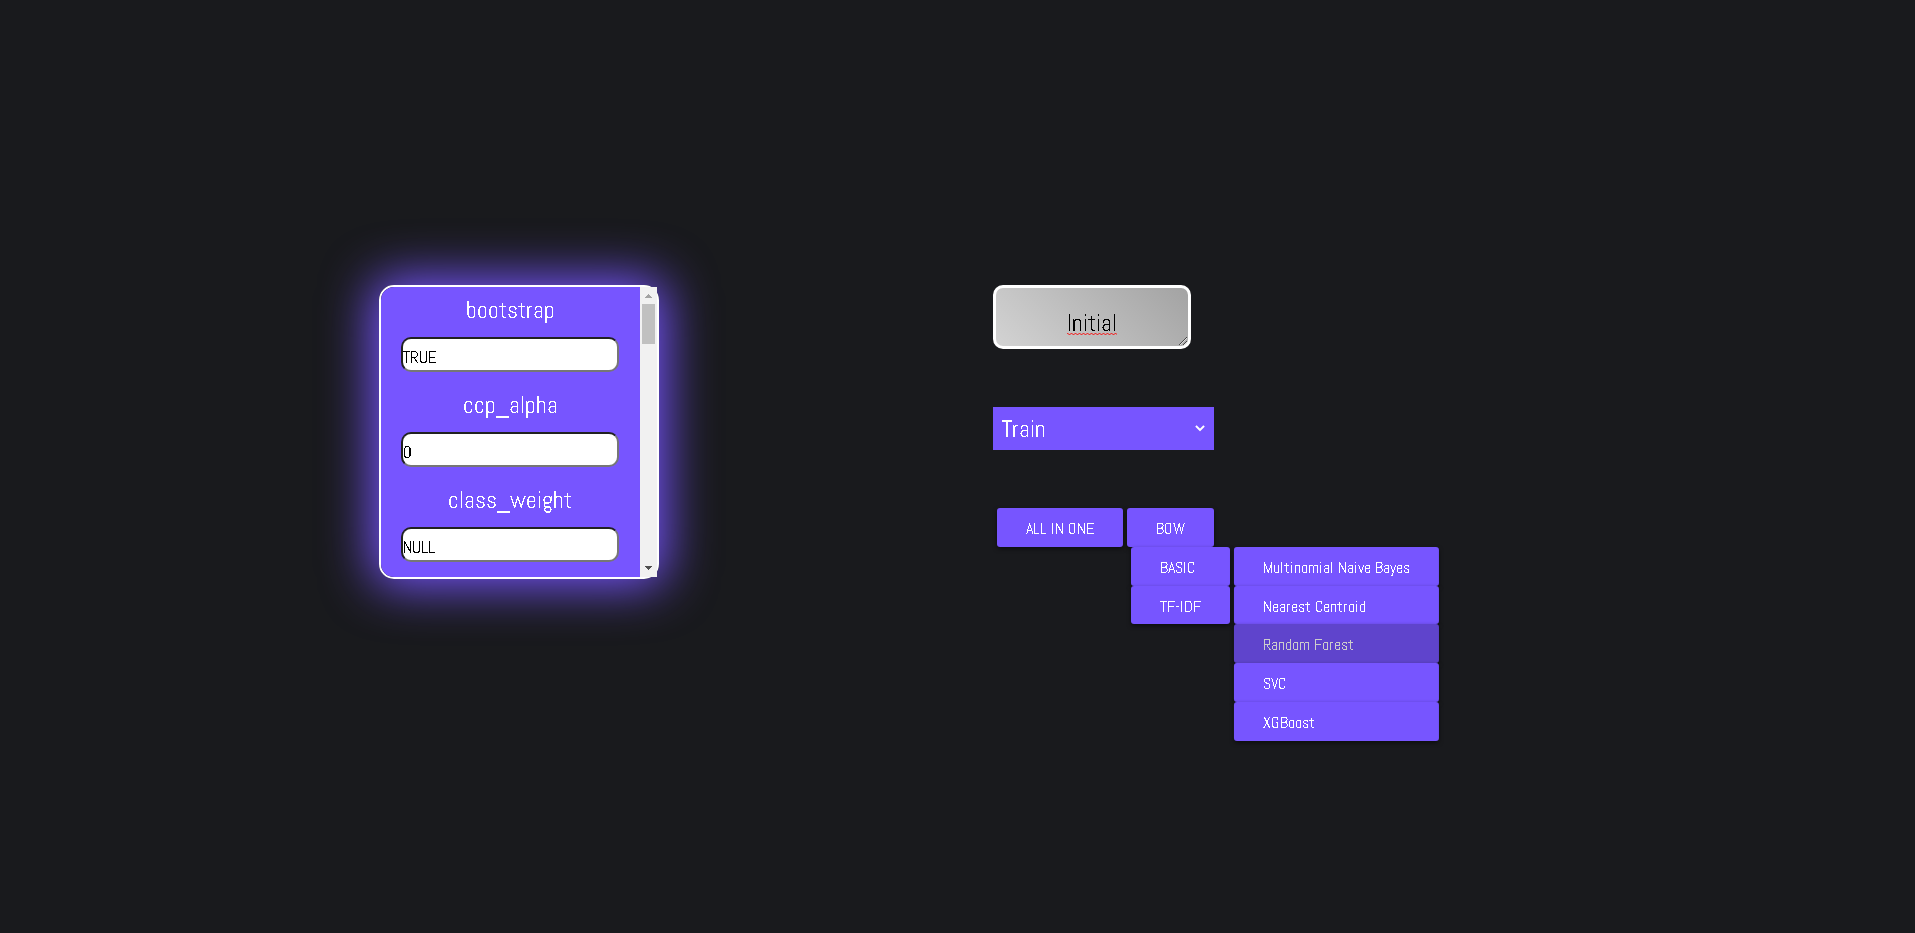 bootstrap
TRUE
ccp_alpha
0
class_weight
NULL
Initial
Train
ALL IN ONE
BOW
BASIC
TF-IDF
Multinomial Naive Bayes
Nearest Centroid
Random Forest
SVC
XGBoost